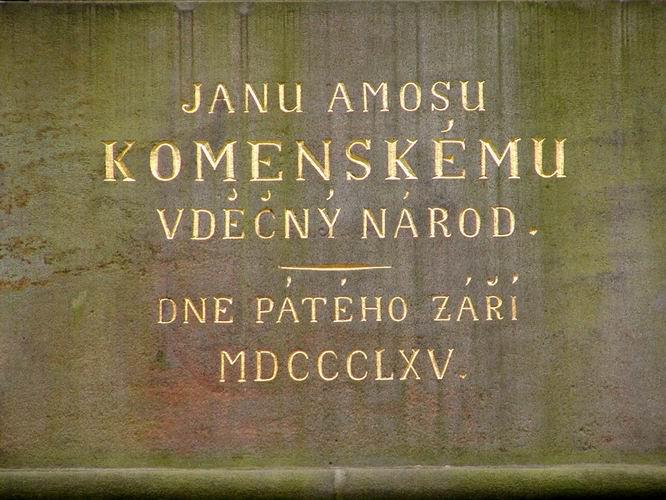 JANU AMOSU
KOMENSKÉMU
VDĚČNÝ NÁROD.
DNE PÁTÉHO ZÁŘÍ
MDCCCLXV.